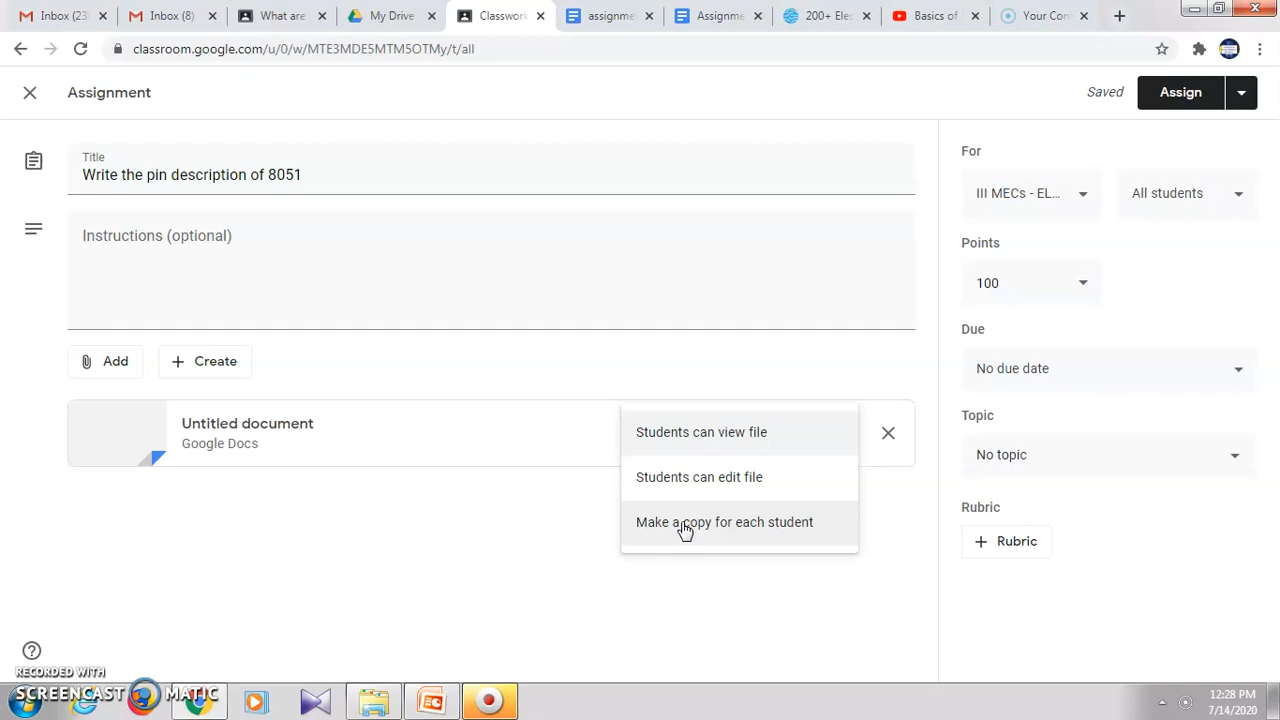 Inbox (23
Inbox (8)
What are
My Driv
Classwor
assignme
Assignme
200+ Elec
Basics of
Your Con
classroom.google.com/u/0/w/MTE3MDE5MTM5OTMy/t/all
Assignment
Saved
Assign
Title
Write the pin description of 8051
Instructions (optional)
Add
Create
Untitled document
Google Docs
Students can view file
Students can edit file
Make a copy for each student
For
III MECs - EL...
All students
Points
100
Due
No due date
Topic
No topic
Rubric
Rubric
RECORDED WITH
SCREENCAST MATIC
12:28 PM
7/14/2020